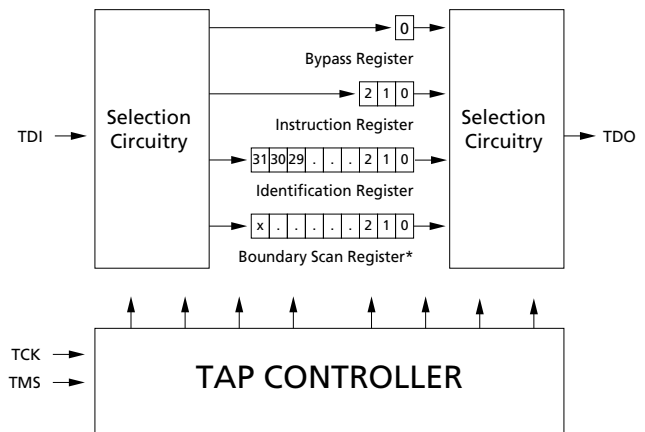 0
Bypass Register
2 1 0
Instruction Register
Selection
Circuitry
Selection
Circuitry
TDI
TDO
31 30 29 . . . 2 1 0
Identification Register
x . . . . . 2 1 0
Boundary Scan Register*
TCK
TMS
TAP CONTROLLER